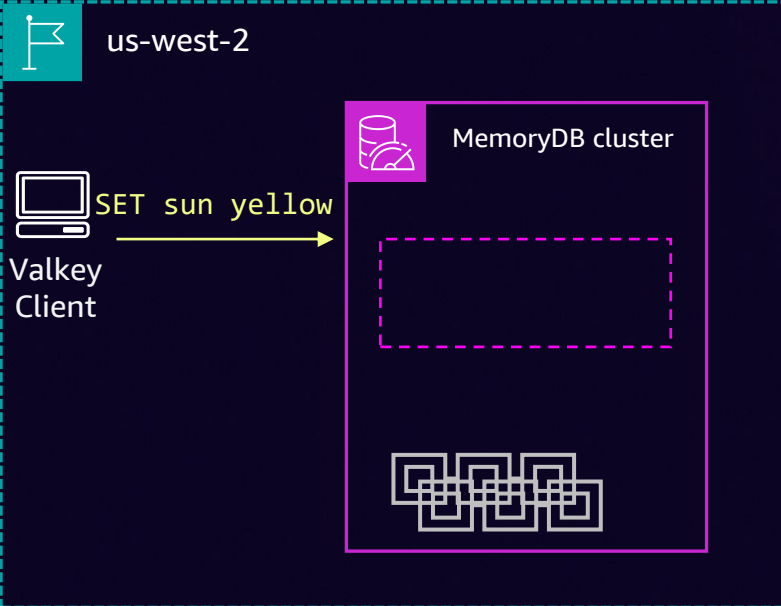 us-west-2
MemoryDB cluster
SET sun yellow
Valkey
Client